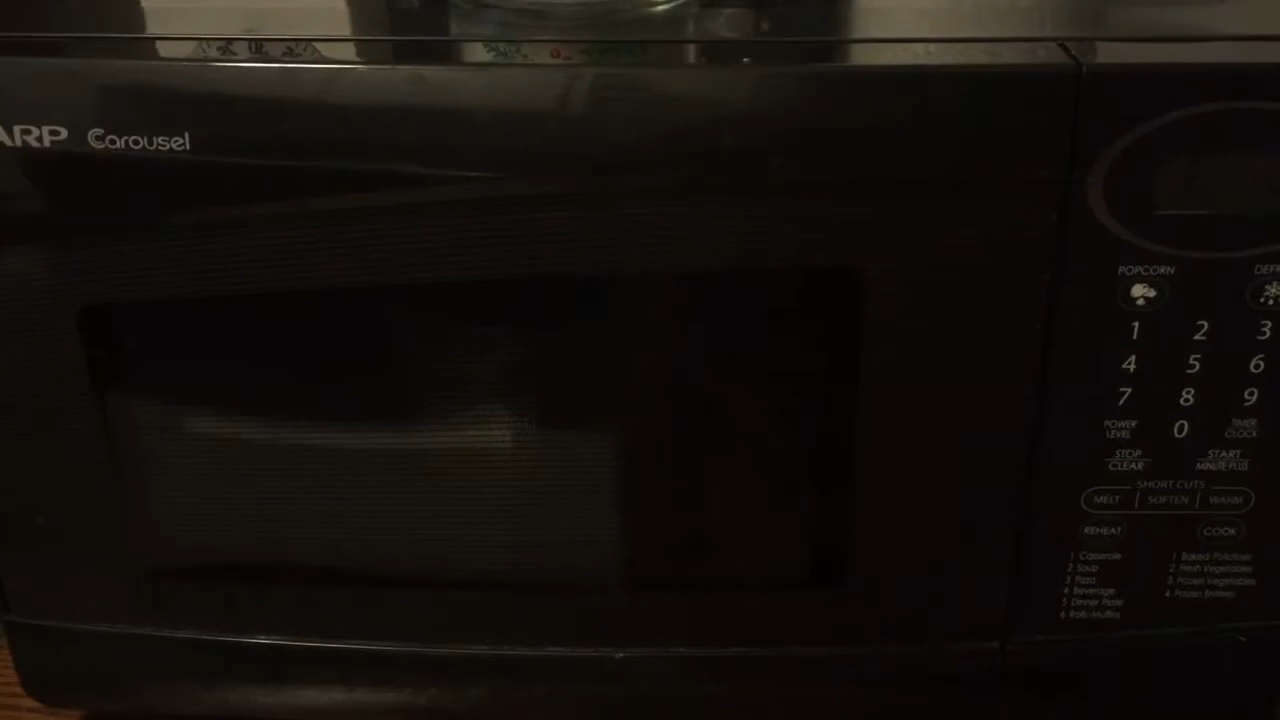 ARP Carousel
POPCORN DEFR
1 2 3
4 5 6
7 8 9
POWER LEVEL 0 TIMER CLOCK
STOP CLEAR START MINUTE PLUS
SHORT CUTS
MELT SOFTEN WARM
REHEAT COOK
1 Casserole 1 Baked Potatoes
2 Soup 2 Fresh Vegetables
3 Pizza 3 Frozen Vegetables
4 Beverage 4 Frozen Entrees
5 Dinner Plate
6 Rolls/Muffins